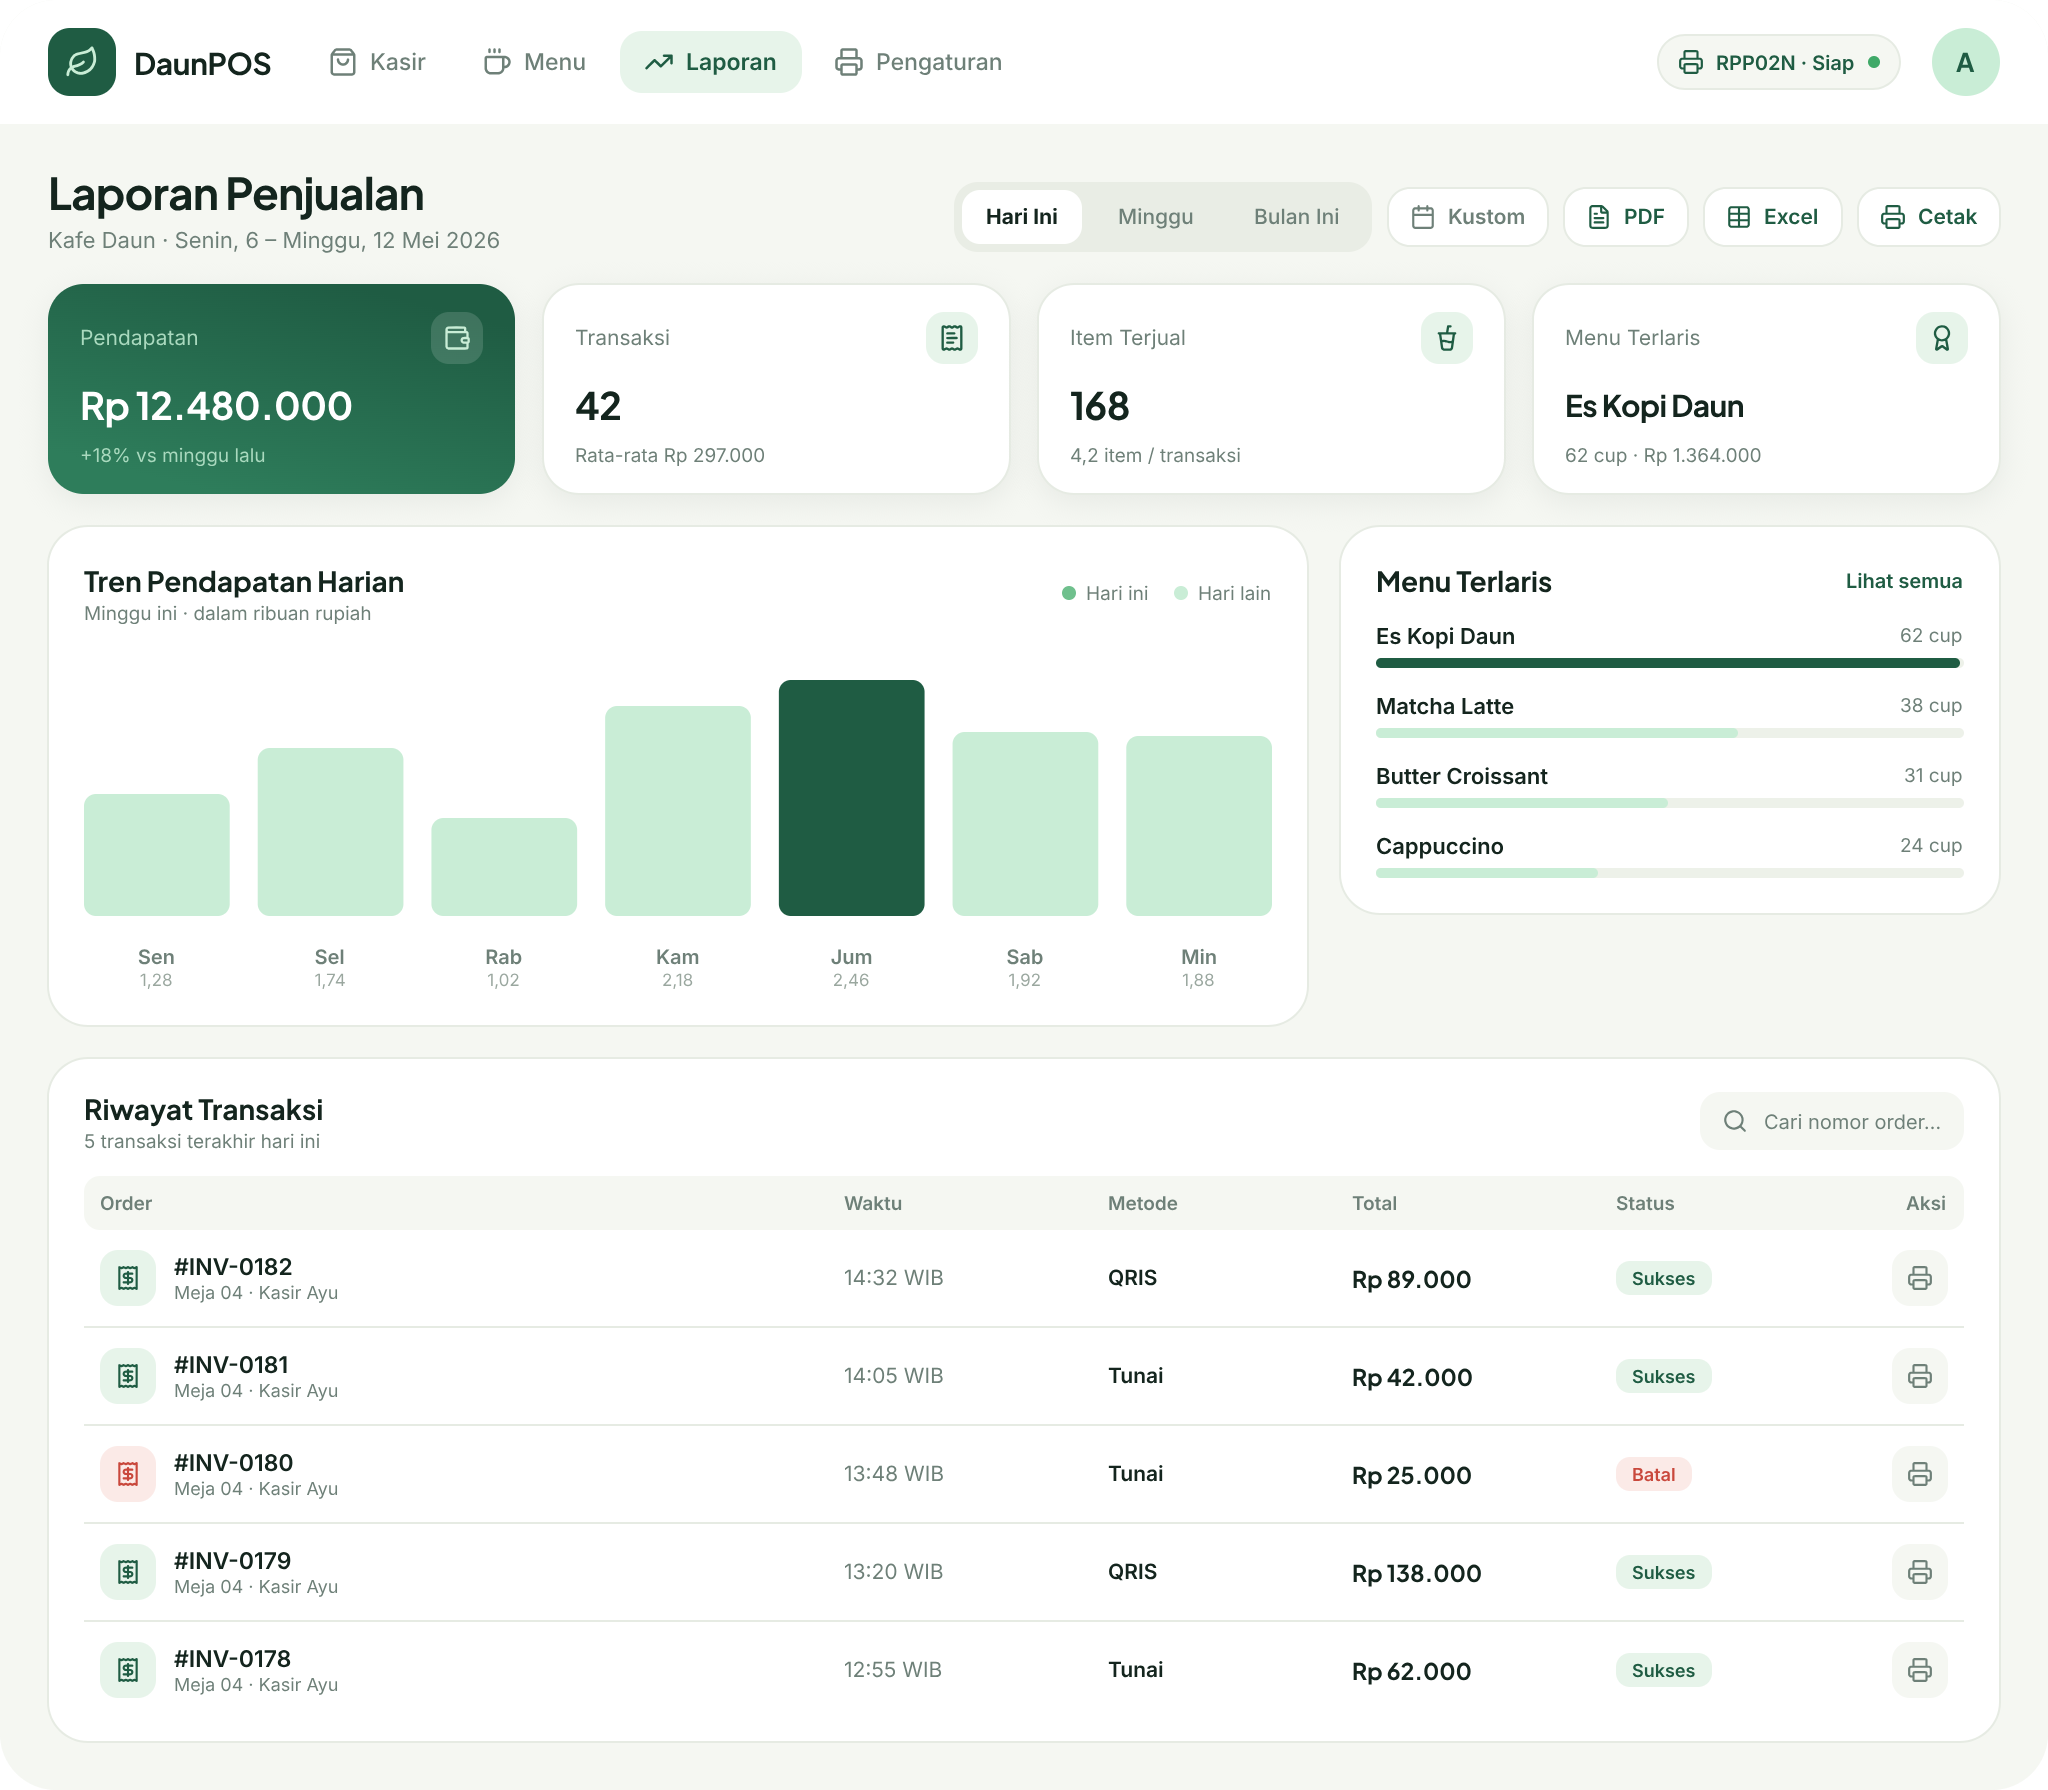 DaunPOS
Kasir
Menu
Laporan
Pengaturan
RPP02N · Siap
A
Laporan Penjualan
Kafe Daun · Senin, 6 – Minggu, 12 Mei 2026
Hari Ini
Minggu
Bulan Ini
Kustom
PDF
Excel
Cetak
Pendapatan
Rp 12.480.000
+18% vs minggu lalu
Transaksi
42
Rata-rata Rp 297.000
Item Terjual
168
4,2 item / transaksi
Menu Terlaris
Es Kopi Daun
62 cup · Rp 1.364.000
Tren Pendapatan Harian
Minggu ini · dalam ribuan rupiah
Hari ini
Hari lain
Sen
1,28
Sel
1,74
Rab
1,02
Kam
2,18
Jum
2,46
Sab
1,92
Min
1,88
Menu Terlaris
Lihat semua
Es Kopi Daun
62 cup
Matcha Latte
38 cup
Butter Croissant
31 cup
Cappuccino
24 cup
Riwayat Transaksi
5 transaksi terakhir hari ini
Cari nomor order...
Order Waktu Metode Total Status Aksi
#INV-0182
Meja 04 · Kasir Ayu
14:32 WIB
QRIS
Rp 89.000
Sukses
#INV-0181
Meja 04 · Kasir Ayu
14:05 WIB
Tunai
Rp 42.000
Sukses
#INV-0180
Meja 04 · Kasir Ayu
13:48 WIB
Tunai
Rp 25.000
Batal
#INV-0179
Meja 04 · Kasir Ayu
13:20 WIB
QRIS
Rp 138.000
Sukses
#INV-0178
Meja 04 · Kasir Ayu
12:55 WIB
Tunai
Rp 62.000
Sukses